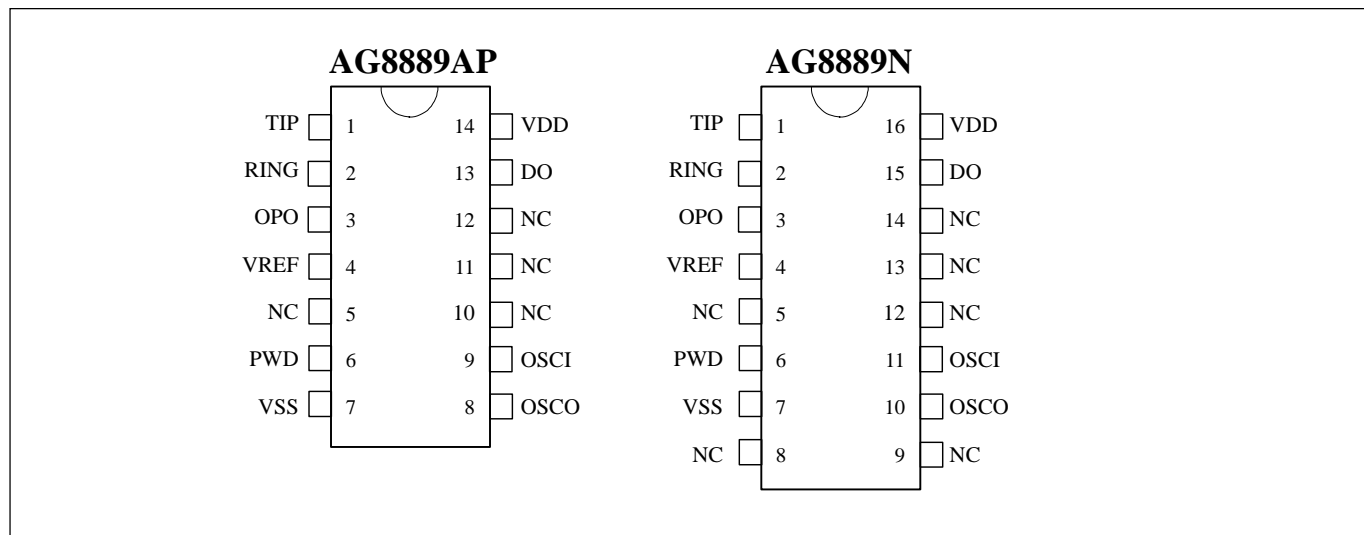 AG8889AP
TIP 1 14 VDD
RING 2 13 DO
OPO 3 12 NC
VREF 4 11 NC
NC 5 10 NC
PWD 6 9 OSCI
VSS 7 8 OSCO
AG8889N
TIP 1 16 VDD
RING 2 15 DO
OPO 3 14 NC
VREF 4 13 NC
NC 5 12 NC
PWD 6 11 OSCI
VSS 7 10 OSCO
NC 8 9 NC